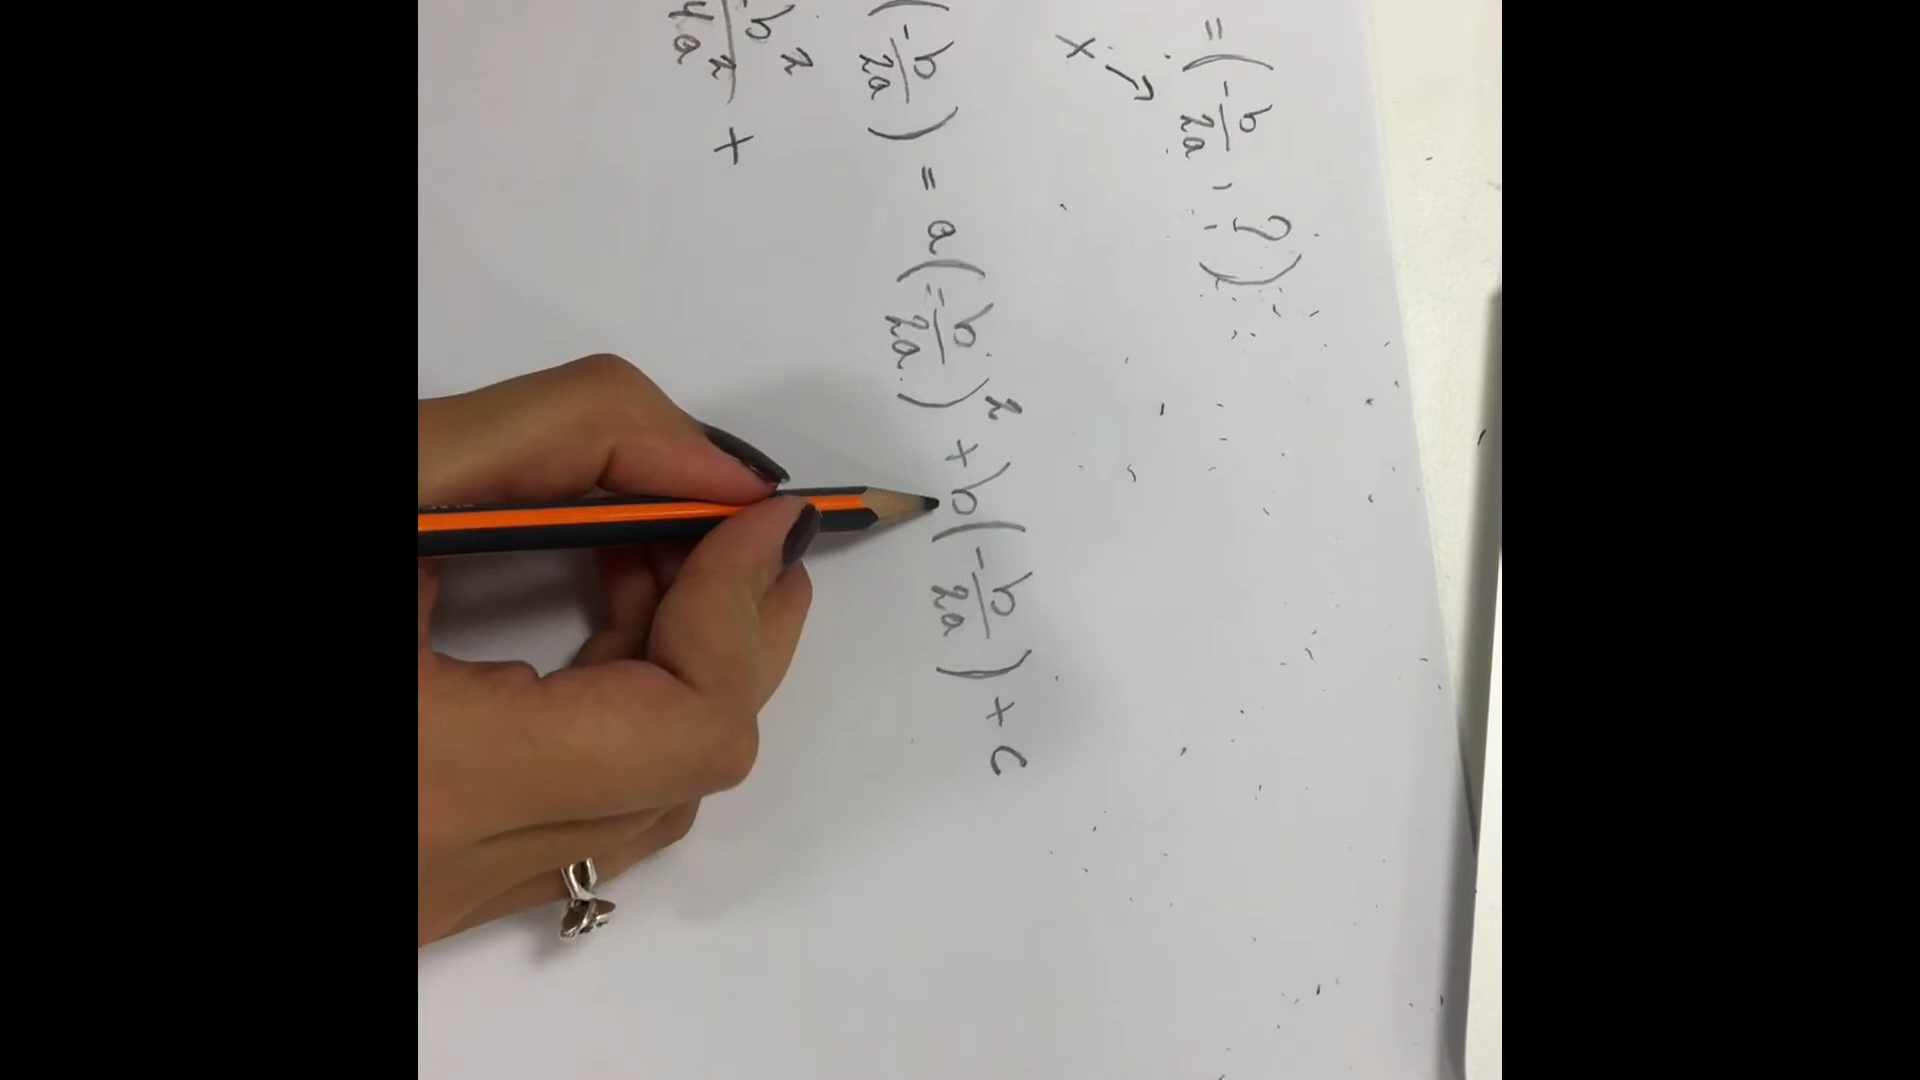 = (-b/2a, ?)
x →
(-b/2a) = a(-b/2a)² + b(-b/2a) + c
b²/4a² +